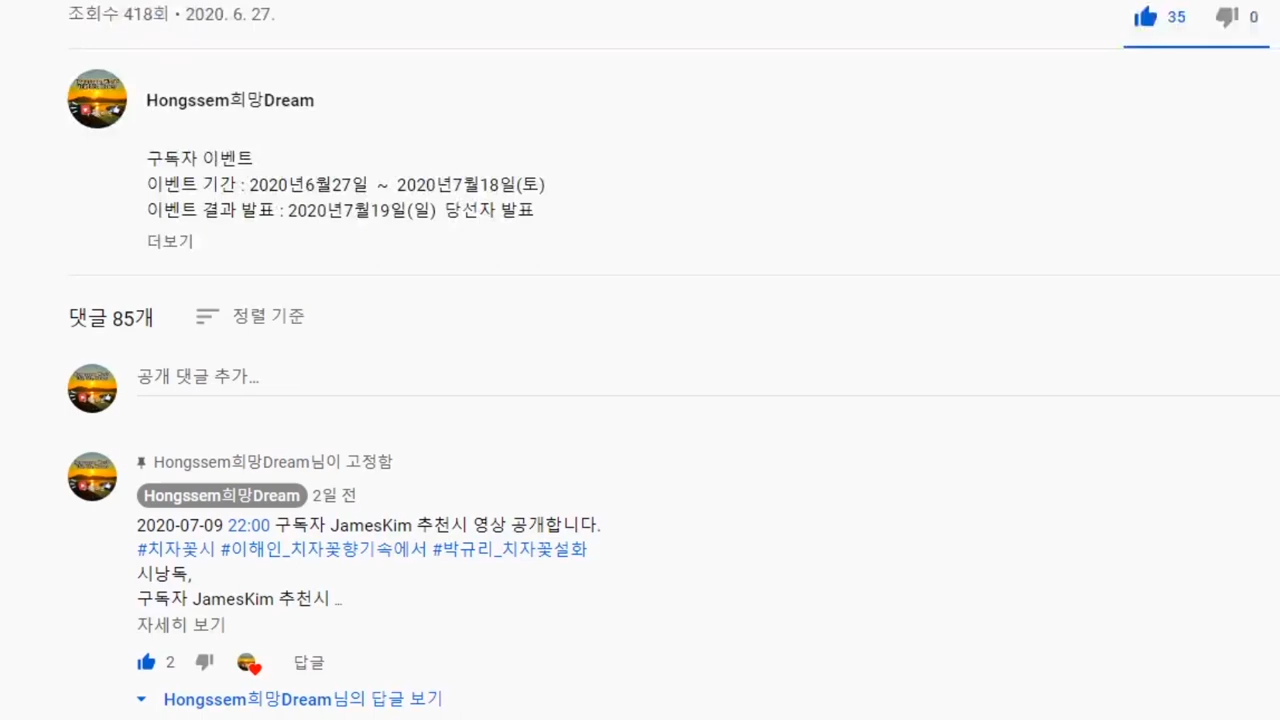 조회수 418회 • 2020. 6. 27.
35 0
Hongssem희망Dream
구독자 이벤트
이벤트 기간 : 2020년6월27일 ~ 2020년7월18일(토)
이벤트 결과 발표 : 2020년7월19일(일) 당선자 발표
더보기
댓글 85개 정렬 기준
공개 댓글 추가...
Hongssem희망Dream님이 고정함
Hongssem희망Dream 2일 전
2020-07-09 22:00 구독자 JamesKim 추천시 영상 공개합니다.
#치자꽃시 #이해인_치자꽃향기속에서 #박규리_치자꽃설화
시낭독,
구독자 JamesKim 추천시 ...
자세히 보기
2 답글
Hongssem희망Dream님의 답글 보기